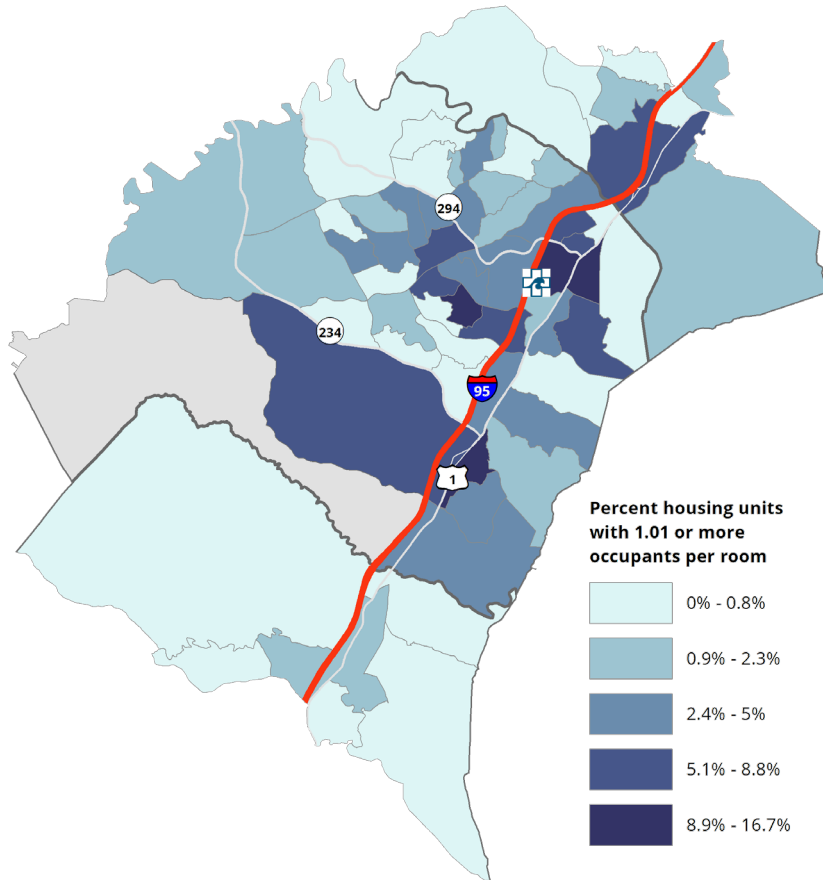 294
234
95
1
Percent housing units
with 1.01 or more
occupants per room
0% - 0.8%
0.9% - 2.3%
2.4% - 5%
5.1% - 8.8%
8.9% - 16.7%